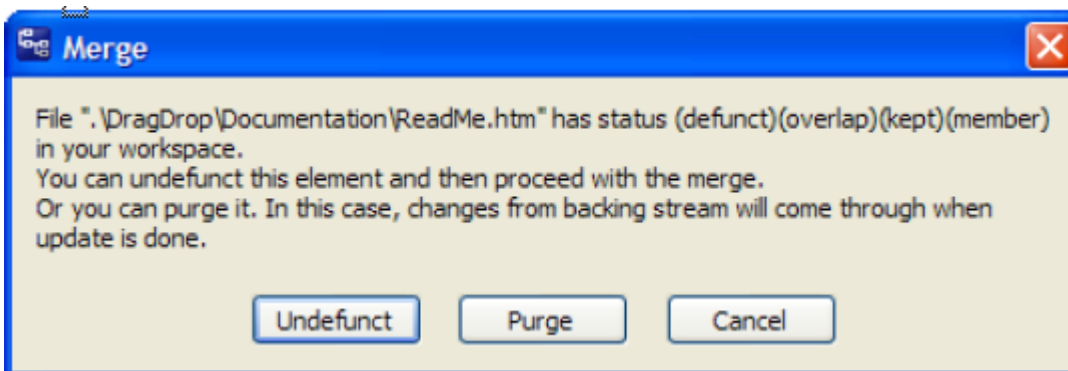 Merge
File ".\DragDrop\Documentation\ReadMe.htm" has status (defunct)(overlap)(kept)(member)
in your workspace.
You can undefunct this element and then proceed with the merge.
Or you can purge it. In this case, changes from backing stream will come through when
update is done.
Undefunct Purge Cancel